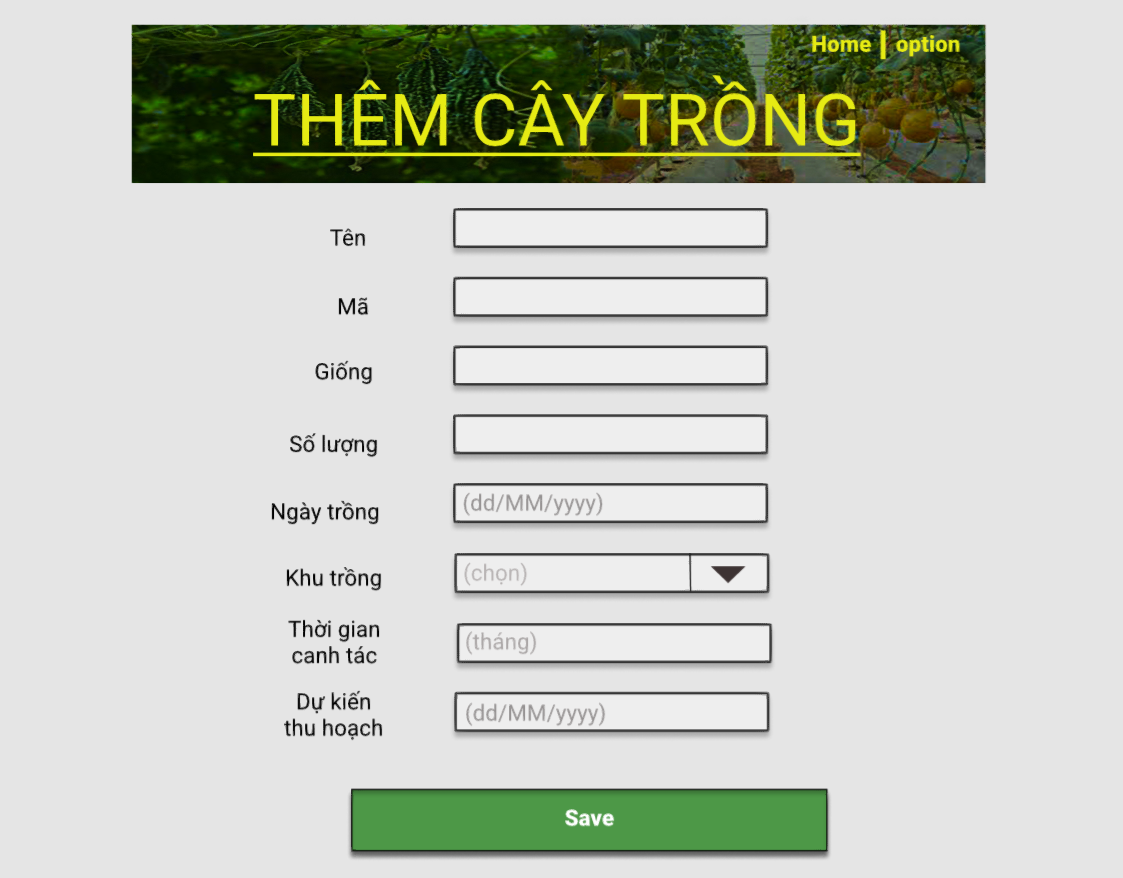 Home | option
THÊM CÂY TRỒNG
Tên
Mã
Giống
Số lượng
Ngày trồng (dd/MM/yyyy)
Khu trồng (chọn)
Thời gian
canh tác
(tháng)
Dự kiến
thu hoạch
(dd/MM/yyyy)
Save